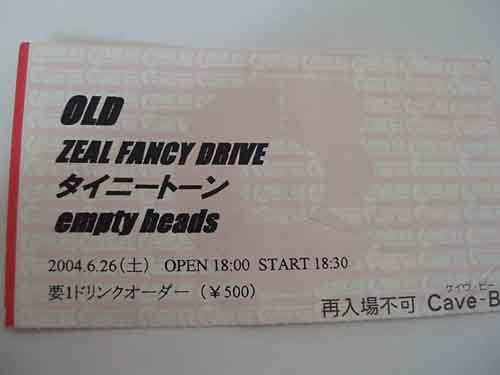 OLD
ZEAL FANCY DRIVE
タイニートーン
empty heads
2004.6.26(土) OPEN 18:00 START 18:30
要1ドリンクオーダー(¥500)
ケイヴ・ビー
再入場不可 Cave-B